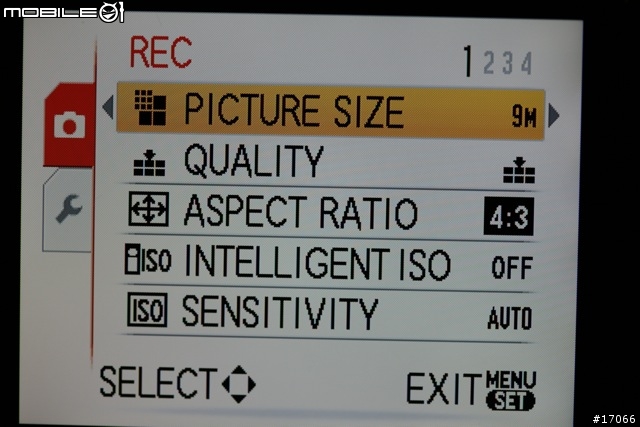 MOBILE01
REC 1 2 3 4
PICTURE SIZE 9M
QUALITY
ASPECT RATIO 4:3
ISO INTELLIGENT ISO OFF
ISO SENSITIVITY AUTO
SELECT EXIT MENU SET
#17066